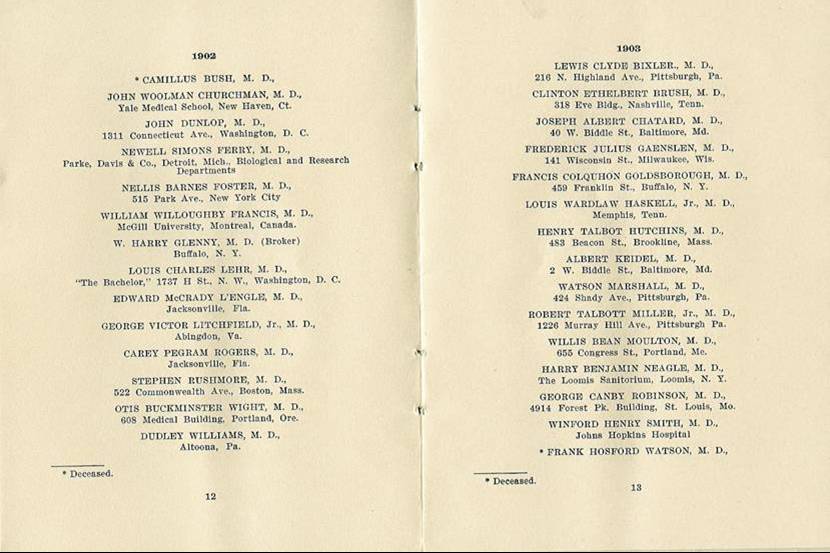 1902
* CAMILLUS BUSH, M. D.,
JOHN WOOLMAN CHURCHMAN, M. D.,
Yale Medical School, New Haven, Ct.
JOHN DUNLOP, M. D.,
1311 Connecticut Ave., Washington, D. C.
NEWELL SIMONS FERRY, M. D.,
Parke, Davis & Co., Detroit, Mich., Biological and Research
Departments
NELLIS BARNES FOSTER, M. D.,
515 Park Ave., New York City
WILLIAM WILLOUGHBY FRANCIS, M. D.,
McGill University, Montreal, Canada.
W. HARRY GLENNY, M. D. (Broker)
Buffalo, N. Y.
LOUIS CHARLES LEHR, M. D.,
"The Bachelor," 1737 H St., N. W., Washington, D. C.
EDWARD McCRADY L'ENGLE, M. D.,
Jacksonville, Fla.
GEORGE VICTOR LITCHFIELD, Jr., M. D.,
Abingdon, Va.
CAREY PEGRAM ROGERS, M. D.,
Jacksonville, Fla.
STEPHEN RUSHMORE, M. D.,
522 Commonwealth Ave., Boston, Mass.
OTIS BUCKMINSTER WIGHT, M. D.,
608 Medical Building, Portland, Ore.
DUDLEY WILLIAMS, M. D.,
Altoona, Pa.
* Deceased.
12
1903
LEWIS CLYDE BIXLER., M. D.,
216 N. Highland Ave., Pittsburgh, Pa.
CLINTON ETHELBERT BRUSH, M. D.,
318 Eve Bldg., Nashville, Tenn.
JOSEPH ALBERT CHATARD, M. D.,
40 W. Biddle St., Baltimore, Md.
FREDERICK JULIUS GAENSLEN, M. D.,
141 Wisconsin St., Milwaukee, Wis.
FRANCIS COLQUHON GOLDSBOROUGH, M. D.,
459 Franklin St., Buffalo, N. Y.
LOUIS WARDLAW HASKELL, Jr., M. D.,
Memphis, Tenn.
HENRY TALBOT HUTCHINS, M. D.,
483 Beacon St., Brookline, Mass.
ALBERT KEIDEL, M. D.,
2 W. Biddle St., Baltimore, Md.
WATSON MARSHALL, M. D.,
424 Shady Ave., Pittsburgh, Pa.
ROBERT TALBOTT MILLER, Jr., M. D.,
1226 Murray Hill Ave., Pittsburgh Pa.
WILLIS BEAN MOULTON, M. D.,
655 Congress St., Portland, Me.
HARRY BENJAMIN NEAGLE, M. D.,
The Loomis Sanitorium, Loomis, N. Y.
GEORGE CANBY ROBINSON, M. D.,
4914 Forest Pk. Building, St. Louis, Mo.
WINFORD HENRY SMITH, M. D.,
Johns Hopkins Hospital
* FRANK HOSFORD WATSON, M. D.,
* Deceased.
13